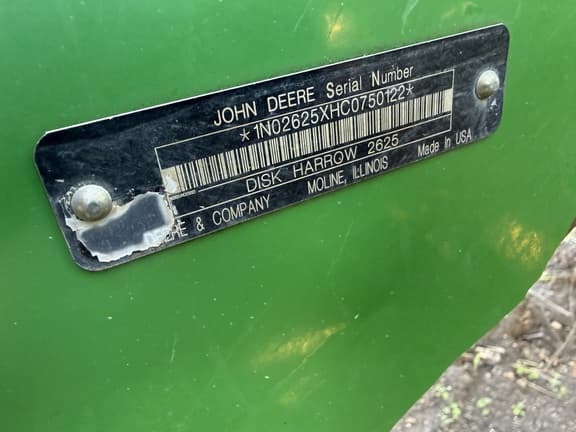 JOHN DEERE Serial Number
*1N02625XHC0750122*
DISK HARROW 2625
& COMPANY MOLINE, ILLINOIS Made In USA